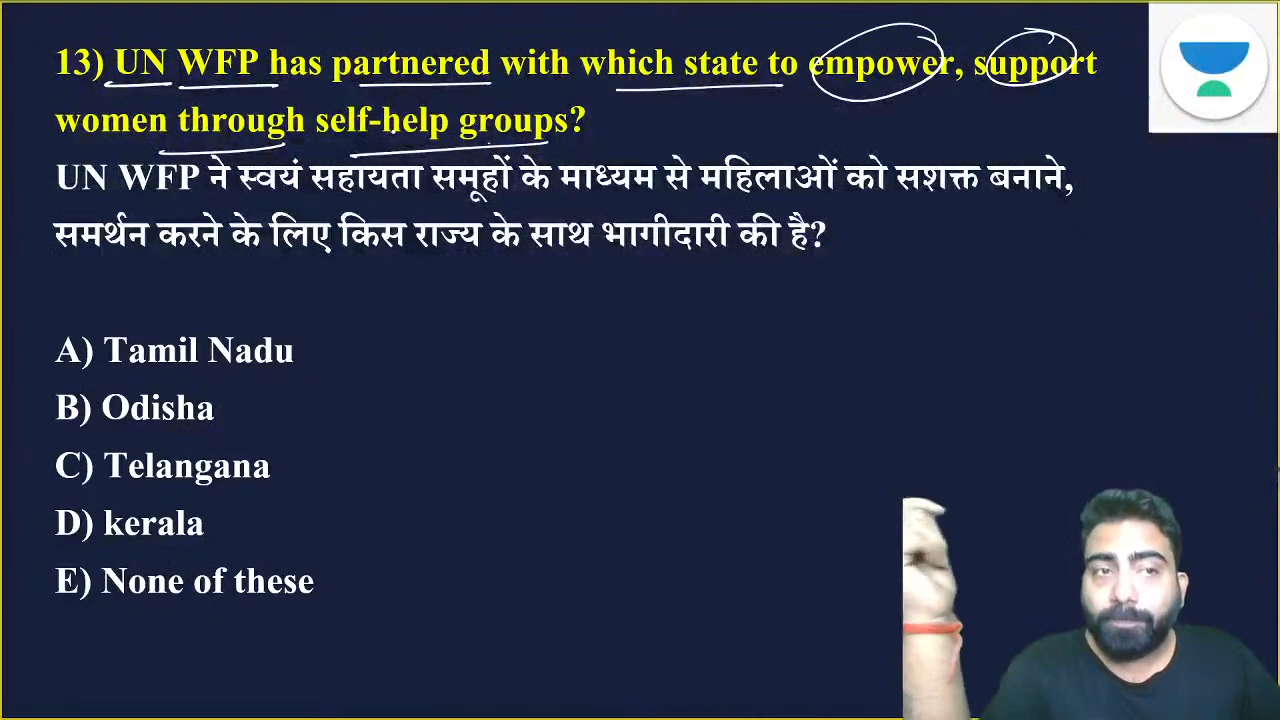 13) UN WFP has partnered with which state to empower, support
women through self-help groups?
UN WFP ने स्वयं सहायता समूहों के माध्यम से महिलाओं को सशक्त बनाने,
समर्थन करने के लिए किस राज्य के साथ भागीदारी की है?
A) Tamil Nadu
B) Odisha
C) Telangana
D) kerala
E) None of these